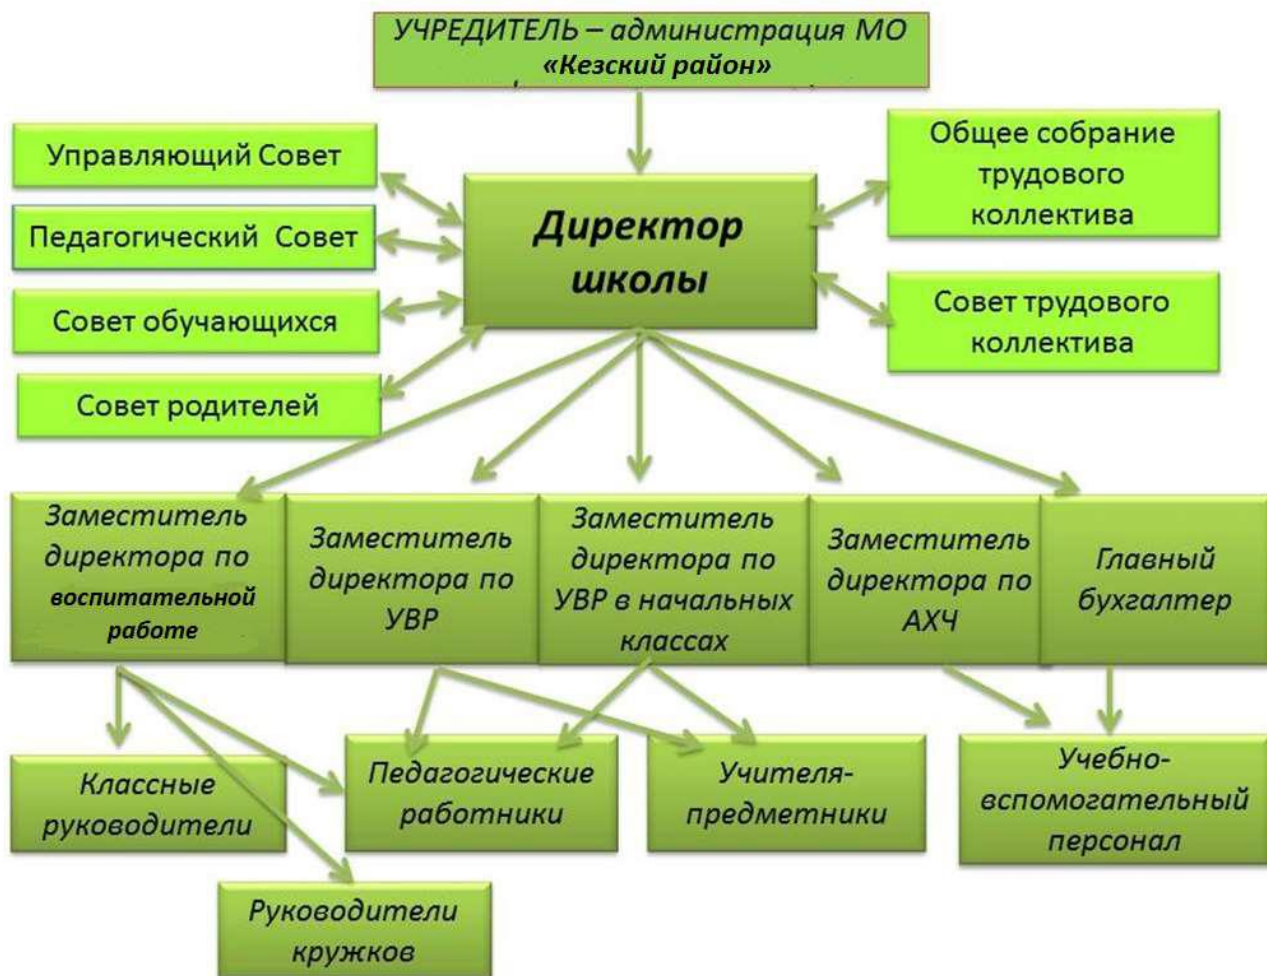 УЧРЕДИТЕЛЬ – администрация МО
«Кезский район»
Управляющий Совет
Педагогический Совет
Совет обучающихся
Совет родителей
Директор
школы
Общее собрание
трудового
коллектива
Совет трудового
коллектива
Заместитель
директора по
воспитательной
работе
Заместитель
директора по
УВР
Заместитель
директора по
УВР в начальных
классах
Заместитель
директора по
АХЧ
Главный
бухгалтер
Классные
руководители
Педагогические
работники
Учителя-
предметники
Учебно-
вспомогательный
персонал
Руководители
кружков